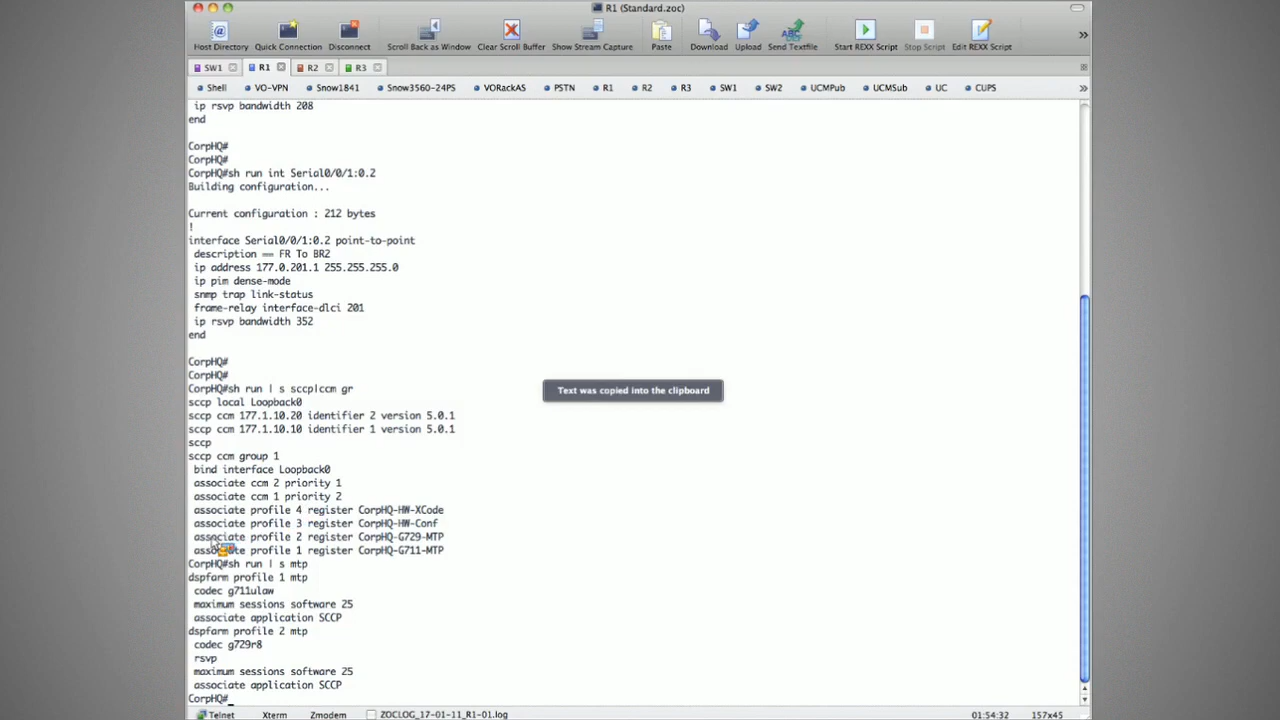 R1 (Standard.zoc)
Host Directory Quick Connection Disconnect Scroll Back as Window Clear Scroll Buffer Show Stream Capture Paste Download Upload Send Textfile Start REXX Script Stop Script Edit REXX Script
SW1 R1 R2 R3
Shell VO-VPN Snow1841 Snow3560-24PS VORackAS PSTN R1 R2 R3 SW1 SW2 UCMPub UCMSub UC CUPS
ip rsvp bandwidth 208
end
CorpHQ#
CorpHQ#
CorpHQ#sh run int Serial0/0/1:0.2
Building configuration...
Current configuration : 212 bytes
!
interface Serial0/0/1:0.2 point-to-point
description == FR To BR2
ip address 177.0.201.1 255.255.255.0
ip pim dense-mode
snmp trap link-status
frame-relay interface-dlci 201
ip rsvp bandwidth 352
end
CorpHQ#
CorpHQ#
CorpHQ#sh run | s sccp|ccm gr
Text was copied into the clipboard
sccp local Loopback0
sccp ccm 177.1.10.20 identifier 2 version 5.0.1
sccp ccm 177.1.10.10 identifier 1 version 5.0.1
sccp
sccp ccm group 1
bind interface Loopback0
associate ccm 2 priority 1
associate ccm 1 priority 2
associate profile 4 register CorpHQ-HW-XCode
associate profile 3 register CorpHQ-HW-Conf
associate profile 2 register CorpHQ-G729-MTP
associate profile 1 register CorpHQ-G711-MTP
CorpHQ#sh run | s mtp
dspfarm profile 1 mtp
codec g711ulaw
maximum sessions software 25
associate application SCCP
dspfarm profile 2 mtp
codec g729r8
rsvp
maximum sessions software 25
associate application SCCP
CorpHQ#
Telnet Xterm Zmodem ZOCLOG_17-01-11_R1-01.log 01:54:32 157x45